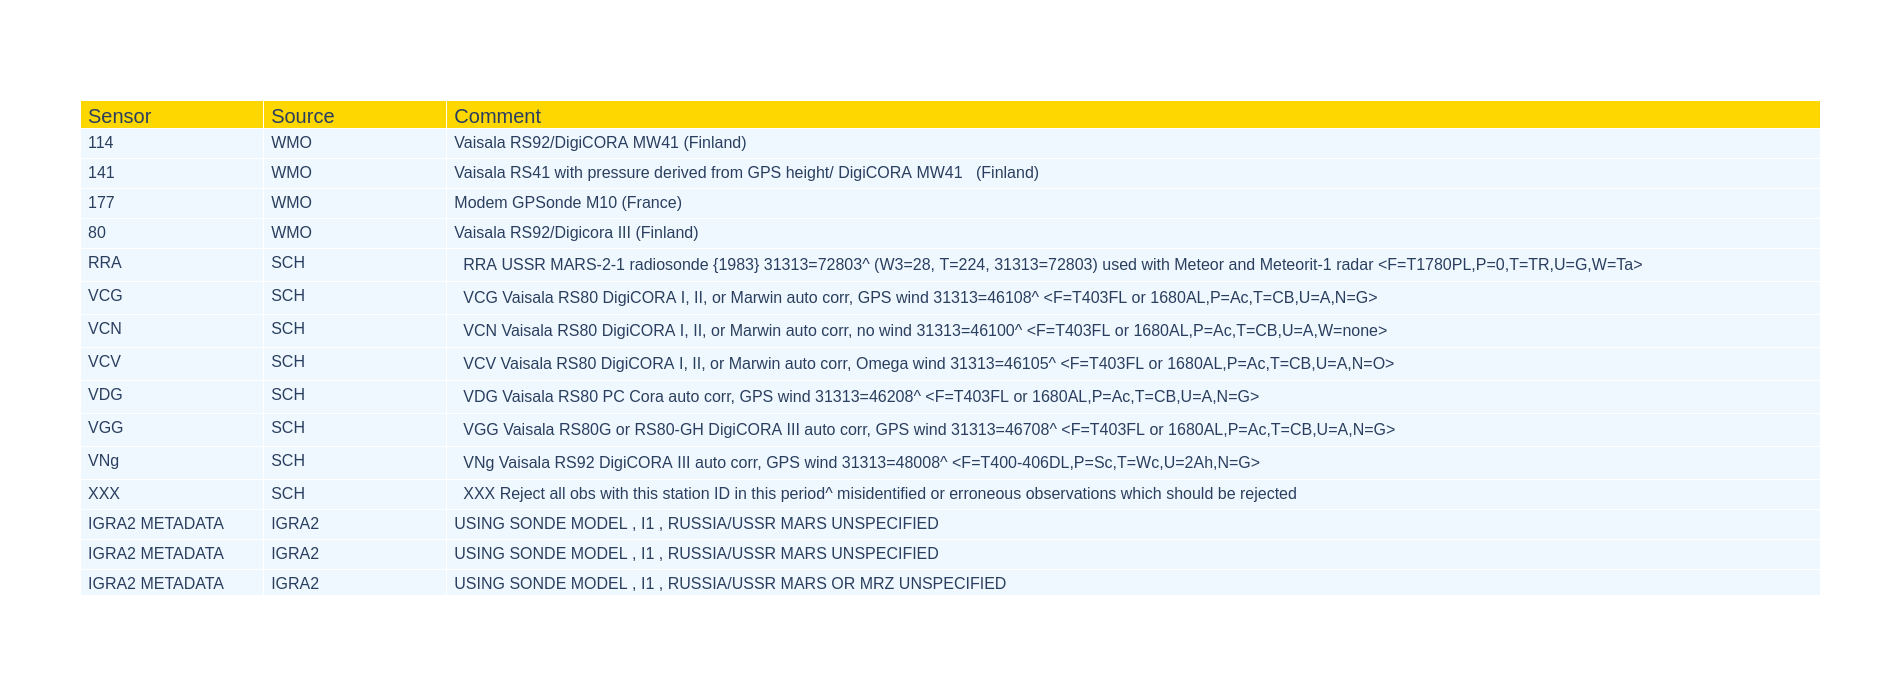 Sensor Source Comment
114 WMO Vaisala RS92/DigiCORA MW41 (Finland)
141 WMO Vaisala RS41 with pressure derived from GPS height/ DigiCORA MW41 (Finland)
177 WMO Modem GPSonde M10 (France)
80 WMO Vaisala RS92/Digicora III (Finland)
RRA SCH RRA USSR MARS-2-1 radiosonde {1983} 31313=72803^ (W3=28, T=224, 31313=72803) used with Meteor and Meteorit-1 radar <F=T1780PL,P=0,T=TR,U=G,W=Ta>
VCG SCH VCG Vaisala RS80 DigiCORA I, II, or Marwin auto corr, GPS wind 31313=46108^ <F=T403FL or 1680AL,P=Ac,T=CB,U=A,N=G>
VCN SCH VCN Vaisala RS80 DigiCORA I, II, or Marwin auto corr, no wind 31313=46100^ <F=T403FL or 1680AL,P=Ac,T=CB,U=A,W=none>
VCV SCH VCV Vaisala RS80 DigiCORA I, II, or Marwin auto corr, Omega wind 31313=46105^ <F=T403FL or 1680AL,P=Ac,T=CB,U=A,N=O>
VDG SCH VDG Vaisala RS80 PC Cora auto corr, GPS wind 31313=46208^ <F=T403FL or 1680AL,P=Ac,T=CB,U=A,N=G>
VGG SCH VGG Vaisala RS80G or RS80-GH DigiCORA III auto corr, GPS wind 31313=46708^ <F=T403FL or 1680AL,P=Ac,T=CB,U=A,N=G>
VNg SCH VNg Vaisala RS92 DigiCORA III auto corr, GPS wind 31313=48008^ <F=T400-406DL,P=Sc,T=Wc,U=2Ah,N=G>
XXX SCH XXX Reject all obs with this station ID in this period^ misidentified or erroneous observations which should be rejected
IGRA2 METADATA IGRA2 USING SONDE MODEL , I1 , RUSSIA/USSR MARS UNSPECIFIED
IGRA2 METADATA IGRA2 USING SONDE MODEL , I1 , RUSSIA/USSR MARS UNSPECIFIED
IGRA2 METADATA IGRA2 USING SONDE MODEL , I1 , RUSSIA/USSR MARS OR MRZ UNSPECIFIED